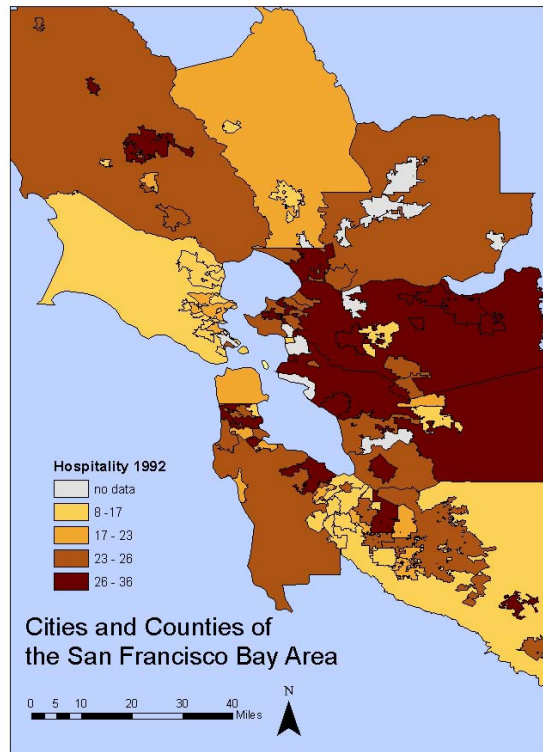 Hospitality 1992
no data
8 -17
17 - 23
23 - 26
26 - 36
Cities and Counties of
the San Francisco Bay Area
N
0 5 10 20 30 40
Miles